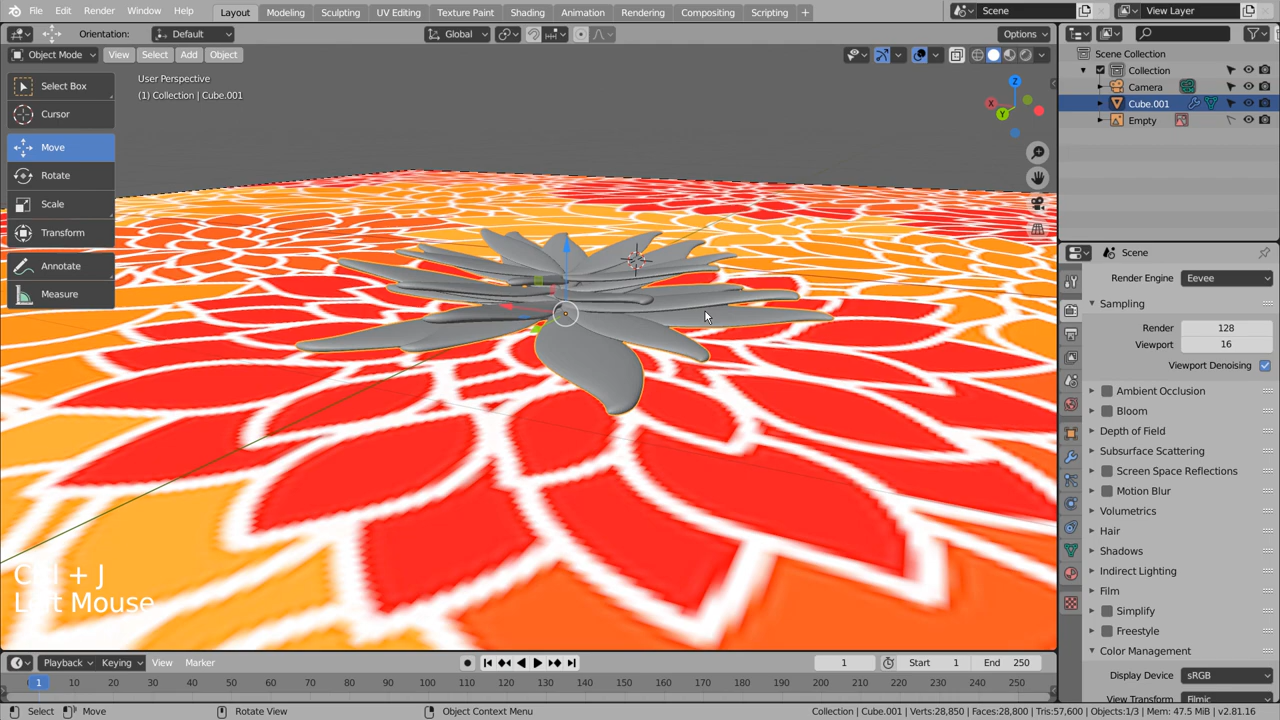 File Edit Render Window Help Layout Modeling Sculpting UV Editing Texture Paint Shading Animation Rendering Compositing Scripting + Scene View Layer
Orientation: Default Global Options
Object Mode View Select Add Object
User Perspective
(1) Collection | Cube.001
Select Box
Cursor
Move
Rotate
Scale
Transform
Annotate
Measure
Z
X
Y
Scene Collection
Collection
Camera
Cube.001
Empty
Scene
Render Engine Eevee
Sampling
Render 128
Viewport 16
Viewport Denoising
Ambient Occlusion
Bloom
Depth of Field
Subsurface Scattering
Screen Space Reflections
Motion Blur
Volumetrics
Hair
Shadows
Indirect Lighting
Film
Simplify
Freestyle
Color Management
Display Device sRGB
View Transform Filmic
Ctrl + J
Left Mouse
Playback Keying View Marker 1 Start 1 End 250
1 10 20 30 40 50 60 70 80 90 100 110 120 130 140 150 160 170 180 190 200 210 220 230 240 250
Select Move Rotate View Object Context Menu Collection | Cube.001 | Verts:28,850 | Faces:28,800 | Tris:57,600 | Objects:1/3 | Mem: 47.5 MiB | v2.81.16